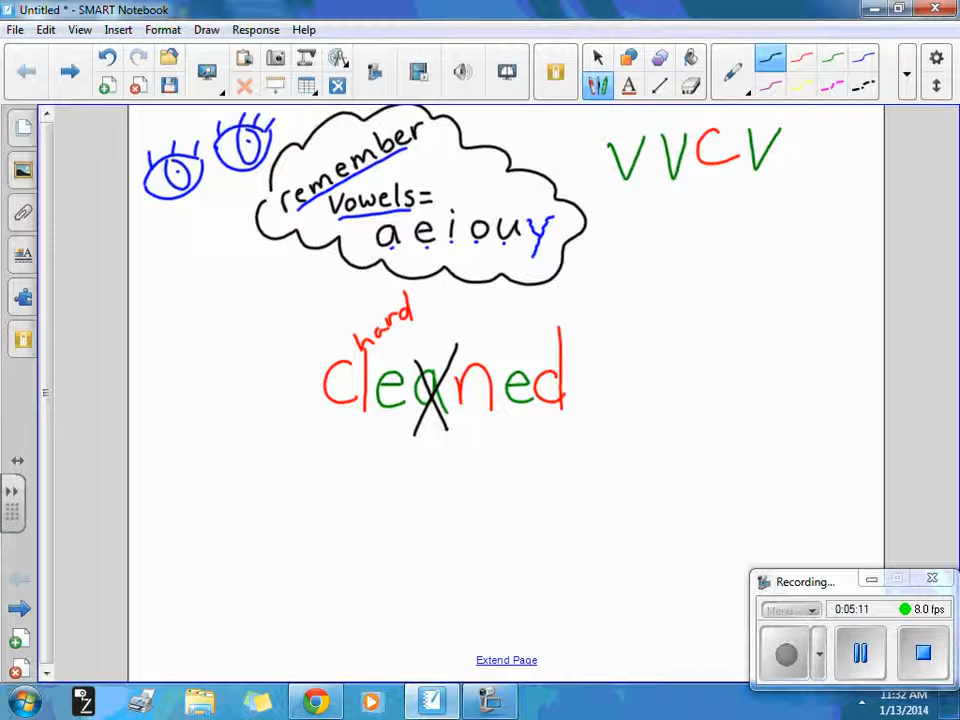 Untitled * - SMART Notebook
File Edit View Insert Format Draw Response Help
remember
Vowels=
a e i o u y
V V C V
hard
cleaned
Recording...
Menu...
0:05:11
8.0 fps
Extend Page
11:32 AM
1/13/2014